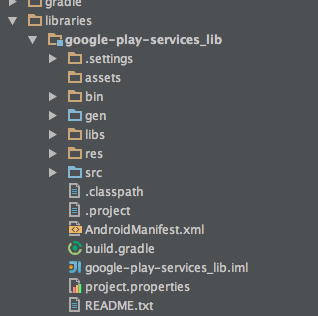 gradle
libraries
google-play-services_lib
.settings
assets
bin
gen
libs
res
src
.classpath
.project
AndroidManifest.xml
build.gradle
google-play-services_lib.iml
project.properties
README.txt